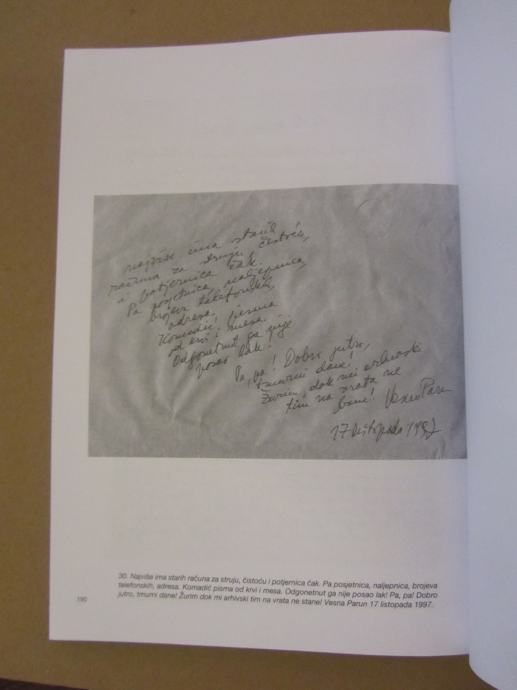 najviše ima starih
računa za struju, čistoću,
i potjernica čak.
Pa posjetnica, naljepnica,
brojeva telefonskih,
adresa.
Komadić pisma
od krvi i mesa.
Odgonetnut ga nije
posao lak!
Pa, pa! Dobro jutro,
tmurni dane!
Žurim, dok mi arhivski
tim na vrata ne
bane! Vesna Parun
17 listopada 1997
30. Najviše ima starih računa za struju, čistoću i potjernica čak. Pa posjetnica, naljepnica, brojeva
telefonskih, adresa. Komadić pisma od krvi i mesa. Odgonetnut ga nije posao lak! Pa, pa! Dobro
jutro, tmurni dane! Žurim dok mi arhivski tim na vrata ne stane! Vesna Parun 17 listopada 1997.
190